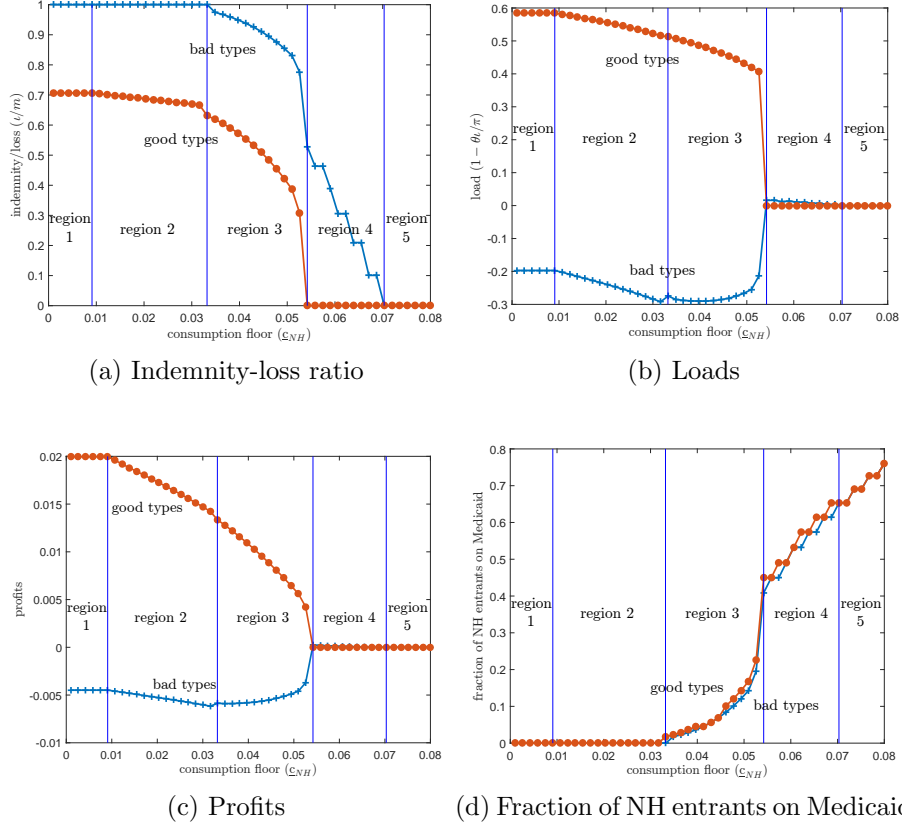 1
0.9
0.8
0.7
0.6
0.5
0.4
0.3
0.2
0.1
0
indemnity/loss (ι/m)
bad types
good types
region 1
region 2
region 3
region 4
region 5
0 0.01 0.02 0.03 0.04 0.05 0.06 0.07 0.08
consumption floor (c_NH)
(a) Indemnity-loss ratio
0.6
0.5
0.4
0.3
0.2
0.1
0
-0.1
-0.2
-0.3
load (1 − θι/π)
good types
region 1
region 2
region 3
region 4
region 5
bad types
0 0.01 0.02 0.03 0.04 0.05 0.06 0.07 0.08
consumption floor (c_NH)
(b) Loads
0.02
0.015
0.01
0.005
0
-0.005
-0.01
profits
good types
region 1
region 2
region 3
region 4
region 5
bad types
0 0.01 0.02 0.03 0.04 0.05 0.06 0.07 0.08
consumption floor (c_NH)
(c) Profits
0.8
0.7
0.6
0.5
0.4
0.3
0.2
0.1
0
fraction of NH entrants on Medicaid
region 1
region 2
region 3
region 4
region 5
good types
bad types
0 0.01 0.02 0.03 0.04 0.05 0.06 0.07 0.08
consumption floor (c_NH)
(d) Fraction of NH entrants on Medicaid